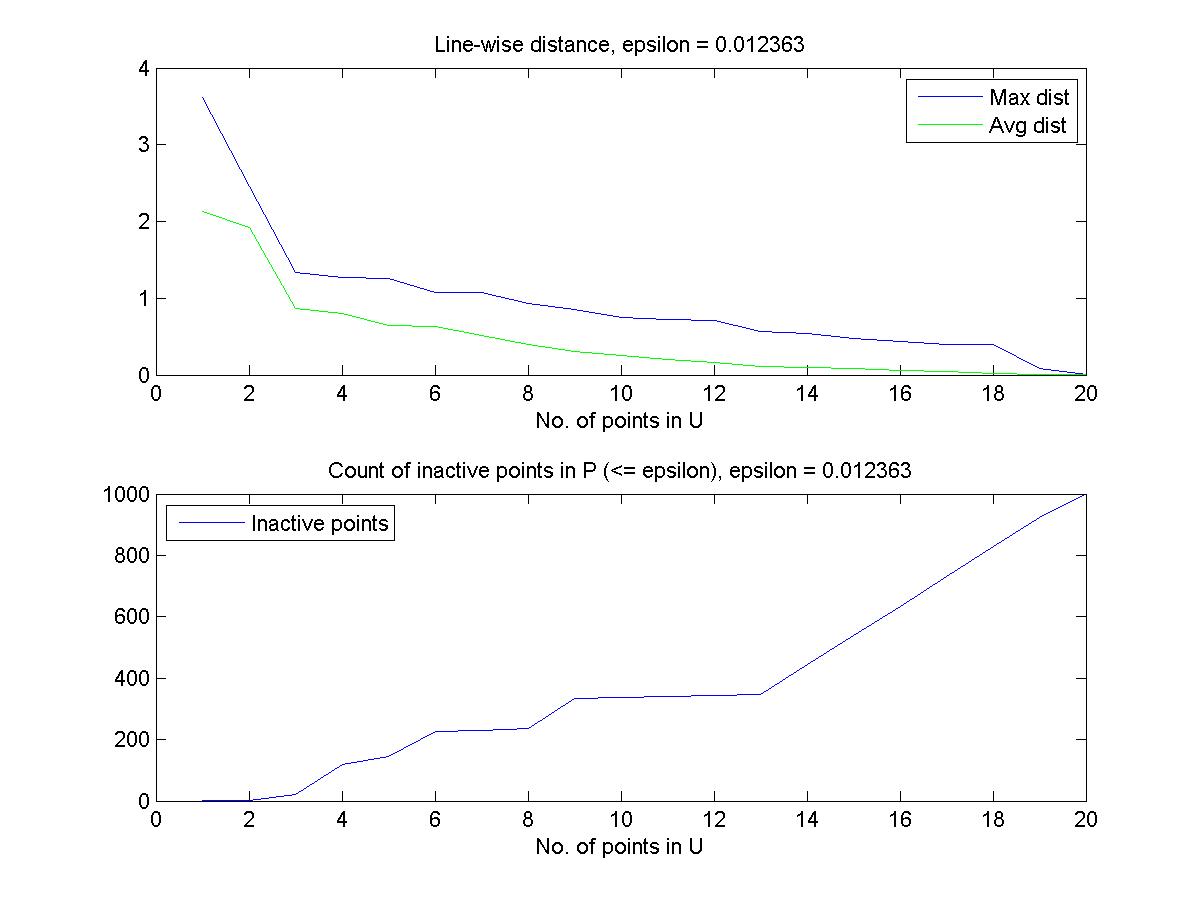 Line-wise distance, epsilon = 0.012363
4
3
2
1
0
Max dist
Avg dist
0 2 4 6 8 10 12 14 16 18 20
No. of points in U
Count of inactive points in P (<= epsilon), epsilon = 0.012363
1000
800
600
400
200
0
Inactive points
0 2 4 6 8 10 12 14 16 18 20
No. of points in U